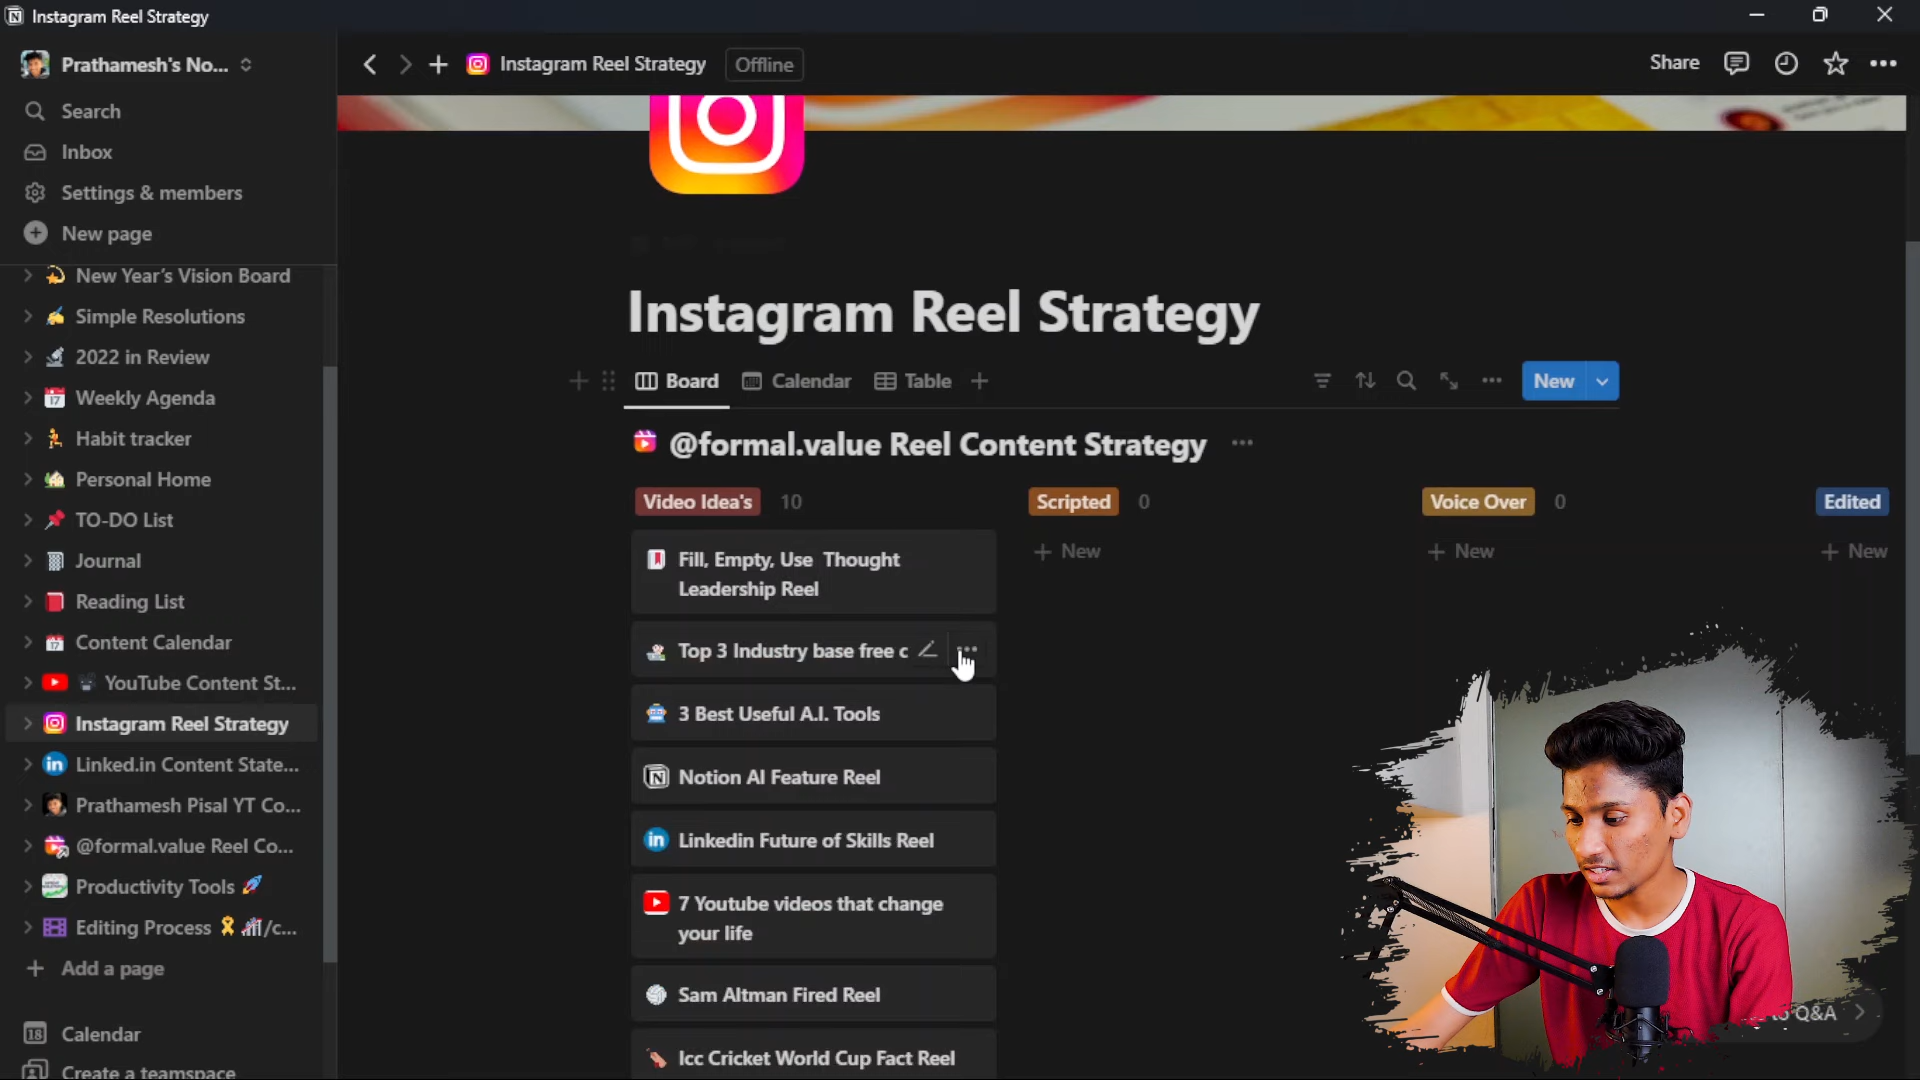 Instagram Reel Strategy
Prathamesh's No...
Instagram Reel Strategy
Offline
Share
Search
Inbox
Settings & members
New page
New Year's Vision Board
Simple Resolutions
2022 in Review
Weekly Agenda
Habit tracker
Personal Home
TO-DO List
Journal
Reading List
Content Calendar
YouTube Content St...
Instagram Reel Strategy
Linked.in Content State...
Prathamesh Pisal YT Co...
@formal.value Reel Co...
Productivity Tools
Editing Process /c...
Add a page
Calendar
Create a teamspace
Instagram Reel Strategy
Board
Calendar
Table
New
@formal.value Reel Content Strategy
Video Idea's 10
Scripted 0
Voice Over 0
Edited
New
New
New
Fill, Empty, Use Thought
Leadership Reel
Top 3 Industry base free c
3 Best Useful A.I. Tools
Notion AI Feature Reel
Linkedin Future of Skills Reel
7 Youtube videos that change
your life
Sam Altman Fired Reel
Icc Cricket World Cup Fact Reel
Q&A